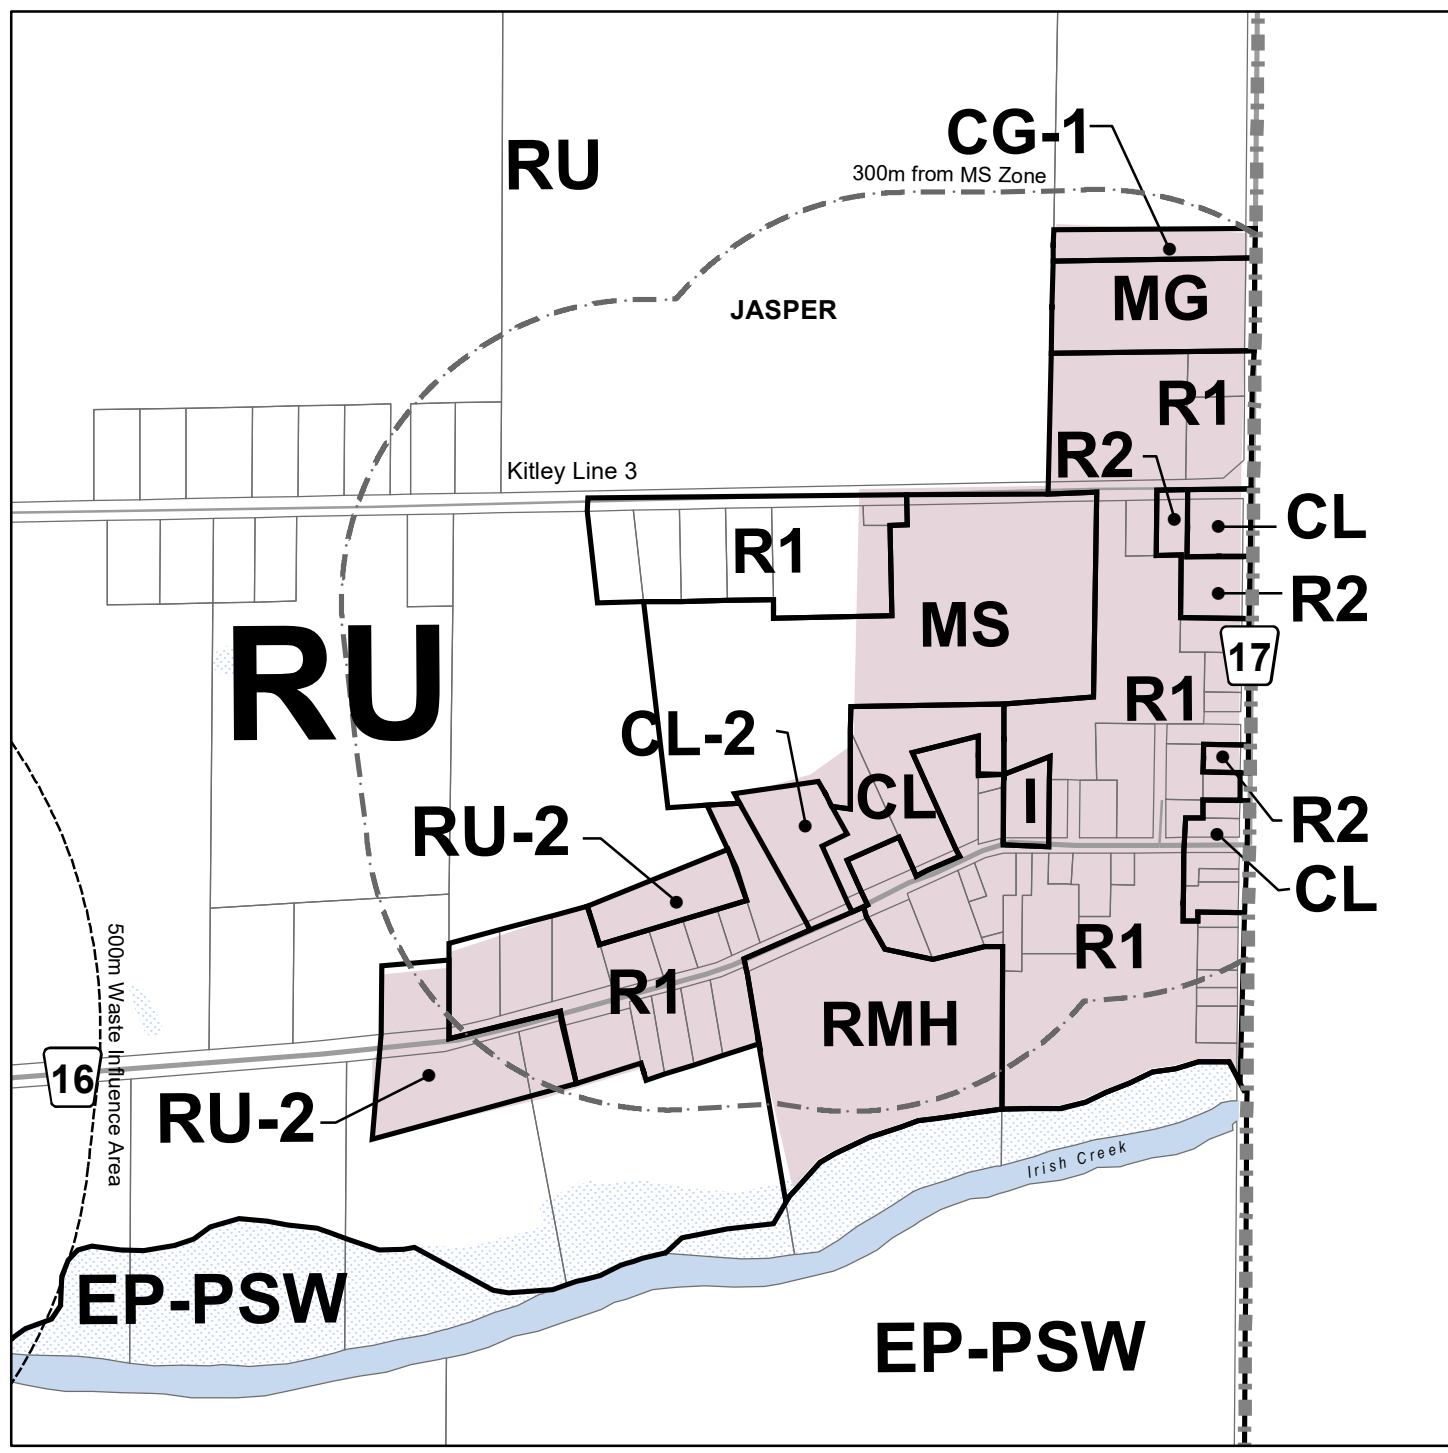 CG-1
RU
300m from MS Zone
MG
JASPER
R1
R2
Kitley Line 3
CL
R1
R2
MS
17
RU
R1
CL-2
CL
I
RU-2
R2
CL
R1
R1
RMH
500m Waste Influence Area
16
RU-2
Irish Creek
EP-PSW
EP-PSW